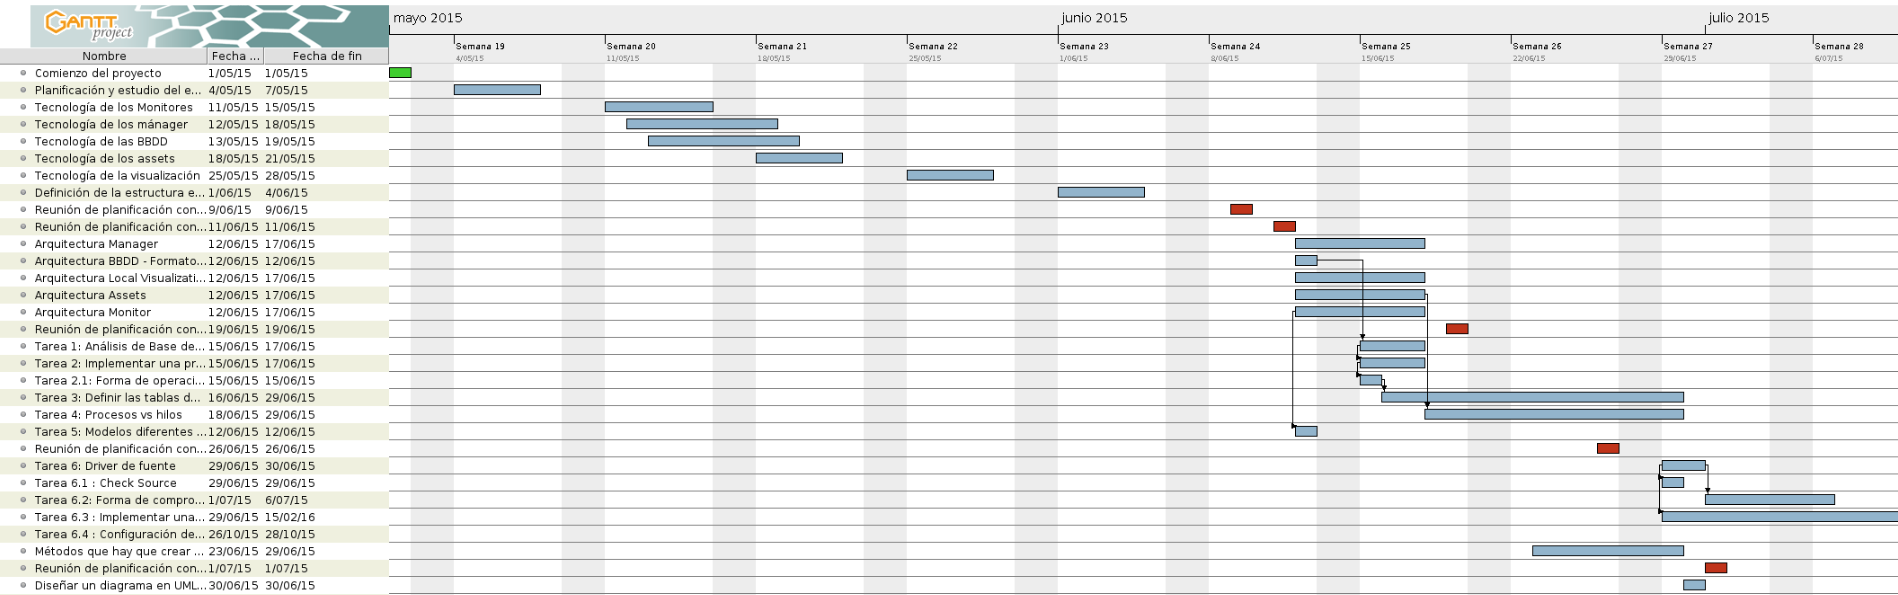 GANTT
project
mayo 2015
junio 2015
julio 2015
Semana 19
Semana 20
Semana 21
Semana 22
Semana 23
Semana 24
Semana 25
Semana 26
Semana 27
Semana 28
4/05/15
11/05/15
18/05/15
25/05/15
1/06/15
8/06/15
15/06/15
22/06/15
29/06/15
6/07/15
Nombre Fecha ... Fecha de fin
Comienzo del proyecto 1/05/15 1/05/15
Planificación y estudio del e... 4/05/15 7/05/15
Tecnología de los Monitores 11/05/15 15/05/15
Tecnología de los mánager 12/05/15 18/05/15
Tecnología de las BBDD 13/05/15 19/05/15
Tecnología de los assets 18/05/15 21/05/15
Tecnología de la visualización 25/05/15 28/05/15
Definición de la estructura e... 1/06/15 4/06/15
Reunión de planificación con... 9/06/15 9/06/15
Reunión de planificación con... 11/06/15 11/06/15
Arquitectura Manager 12/06/15 17/06/15
Arquitectura BBDD - Formato... 12/06/15 12/06/15
Arquitectura Local Visualizati... 12/06/15 17/06/15
Arquitectura Assets 12/06/15 17/06/15
Arquitectura Monitor 12/06/15 17/06/15
Reunión de planificación con... 19/06/15 19/06/15
Tarea 1: Análisis de Base de... 15/06/15 17/06/15
Tarea 2: Implementar una pr... 15/06/15 17/06/15
Tarea 2.1: Forma de operaci... 15/06/15 15/06/15
Tarea 3: Definir las tablas d... 16/06/15 29/06/15
Tarea 4: Procesos vs hilos 18/06/15 29/06/15
Tarea 5: Modelos diferentes ... 12/06/15 12/06/15
Reunión de planificación con... 26/06/15 26/06/15
Tarea 6: Driver de fuente 29/06/15 30/06/15
Tarea 6.1 : Check Source 29/06/15 29/06/15
Tarea 6.2: Forma de compro... 1/07/15 6/07/15
Tarea 6.3 : Implementar una... 29/06/15 15/02/16
Tarea 6.4 : Configuración de... 26/10/15 28/10/15
Métodos que hay que crear ... 23/06/15 29/06/15
Reunión de planificación con... 1/07/15 1/07/15
Diseñar un diagrama en UML... 30/06/15 30/06/15